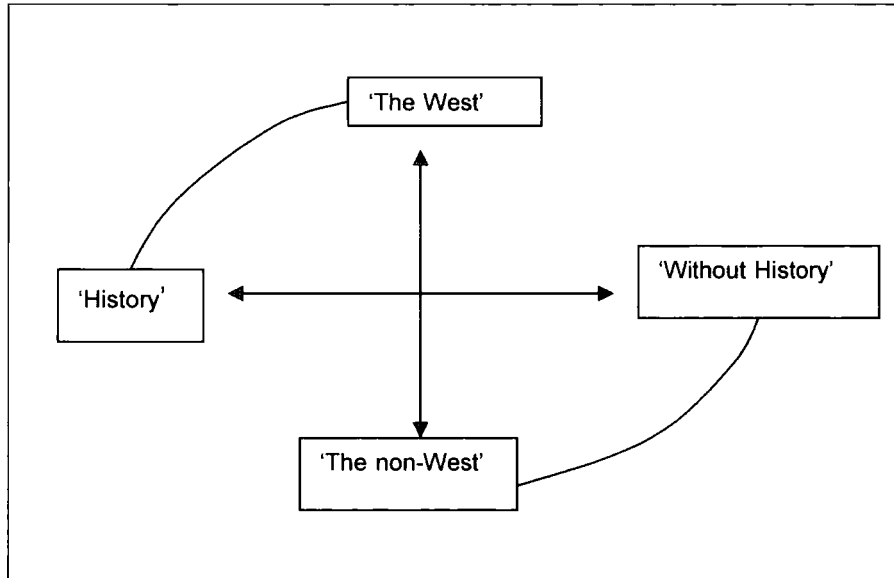 ‘The West’
‘Without History’
‘History’
‘The non-West’